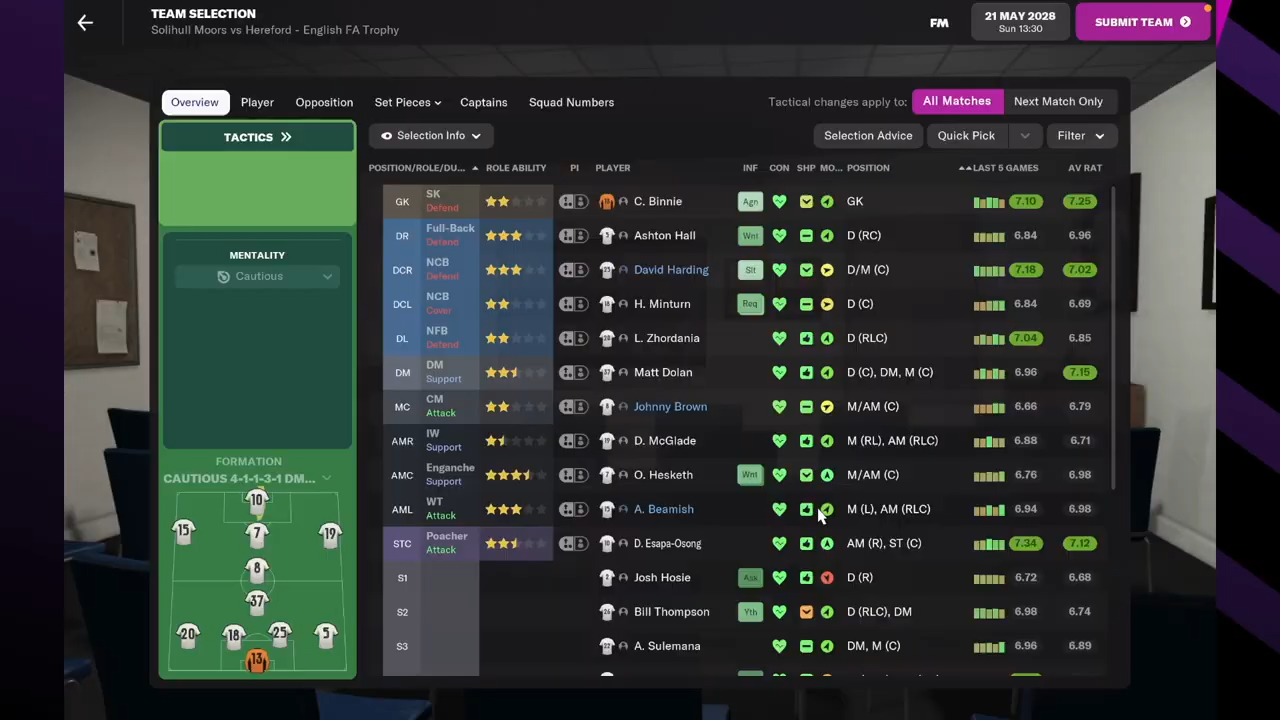 TEAM SELECTION
Solihull Moors vs Hereford - English FA Trophy
FM
21 MAY 2028
Sun 13:30
SUBMIT TEAM
Overview Player Opposition Set Pieces Captains Squad Numbers
Tactical changes apply to: All Matches Next Match Only
TACTICS
Selection Info
Selection Advice Quick Pick Filter
POSITION/ROLE/DU... ROLE ABILITY PI PLAYER INF CON SHP MO... POSITION LAST 5 GAMES AV RAT
GK SK Defend C. Binnie Agn GK 7.10 7.25
DR Full-Back Defend Ashton Hall Wnt D (RC) 6.84 6.96
DCR NCB Defend David Harding Slt D/M (C) 7.18 7.02
DCL NCB Cover H. Minturn Req D (C) 6.84 6.69
DL NFB Defend L. Zhordania D (RLC) 7.04 6.85
DM DM Support Matt Dolan D (C), DM, M (C) 6.96 7.15
MC CM Attack Johnny Brown M/AM (C) 6.66 6.79
AMR IW Support D. McGlade M (RL), AM (RLC) 6.88 6.71
AMC Enganche Support O. Hesketh Wnt M/AM (C) 6.76 6.98
AML WT Attack A. Beamish M (L), AM (RLC) 6.94 6.98
STC Poacher Attack D. Esapa-Osong AM (R), ST (C) 7.34 7.12
S1 Josh Hosie Ask D (R) 6.72 6.68
S2 Bill Thompson Yth D (RLC), DM 6.98 6.74
S3 A. Sulemana DM, M (C) 6.96 6.89
MENTALITY
Cautious
FORMATION
CAUTIOUS 4-1-1-3-1 DM...
10
15 7 19
8
37
20 18 25 5
13